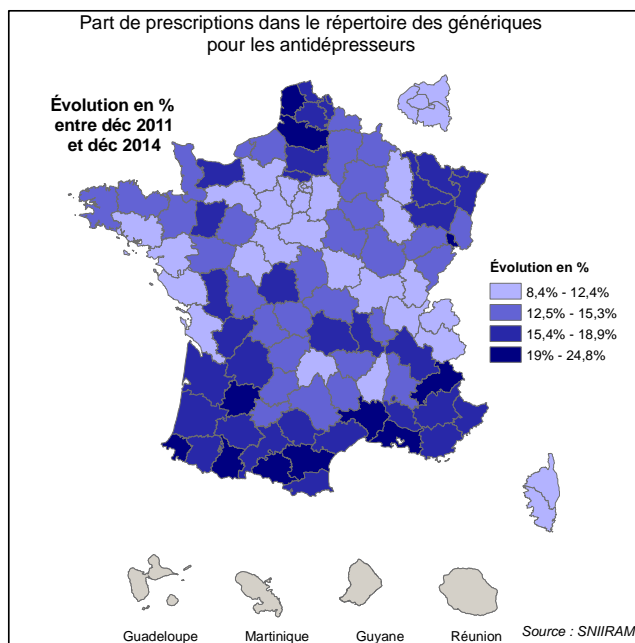 Part de prescriptions dans le répertoire des génériques
pour les antidépresseurs
Évolution en %
entre déc 2011
et déc 2014
Évolution en %
8,4% - 12,4%
12,5% - 15,3%
15,4% - 18,9%
19% - 24,8%
Guadeloupe
Martinique
Guyane
Réunion
Source : SNIIRAM